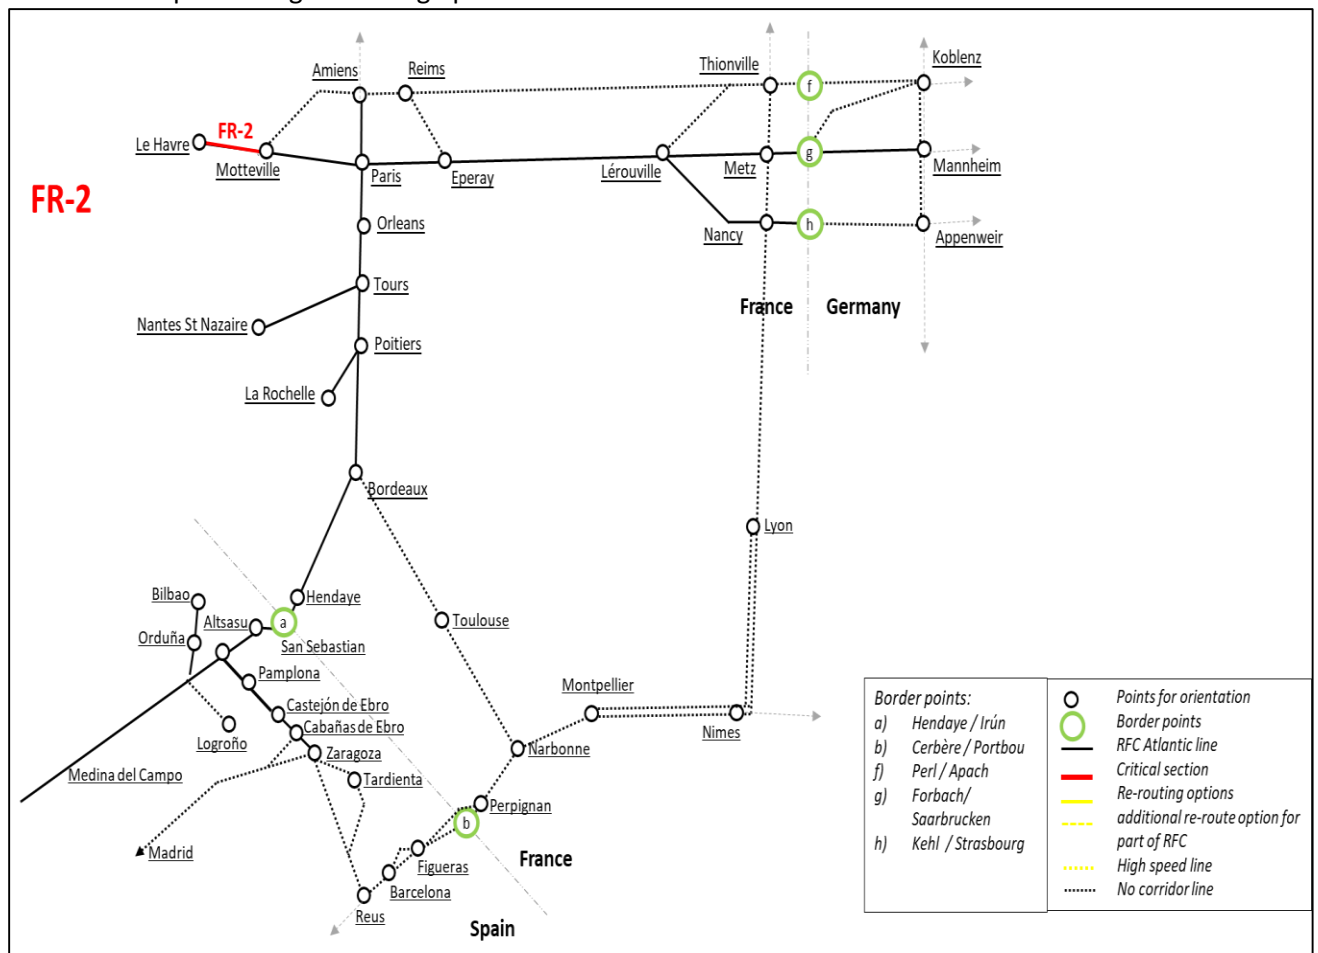 Amiens
Reims
Thionville
Koblenz
f
FR-2
Le Havre
Motteville
Paris
Eperay
Lérouville
Metz
g
Mannheim
FR-2
Orleans
Nancy
h
Appenweir
Tours
France
Germany
Nantes St Nazaire
Poitiers
La Rochelle
Bordeaux
Lyon
Bilbao
Hendaye
Altsasu
a
Toulouse
Orduña
San Sebastian
Pamplona
Montpellier
Castejón de Ebro
Cabañas de Ebro
Logroño
Nimes
Zaragoza
Narbonne
Medina del Campo
Tardienta
Perpignan
b
Madrid
Figueras
France
Barcelona
Reus
Spain
Border points:
a) Hendaye / Irún
b) Cerbère / Portbou
f) Perl / Apach
g) Forbach/
Saarbrucken
h) Kehl / Strasbourg
Points for orientation
Border points
RFC Atlantic line
Critical section
Re-routing options
additional re-route option for
part of RFC
High speed line
No corridor line